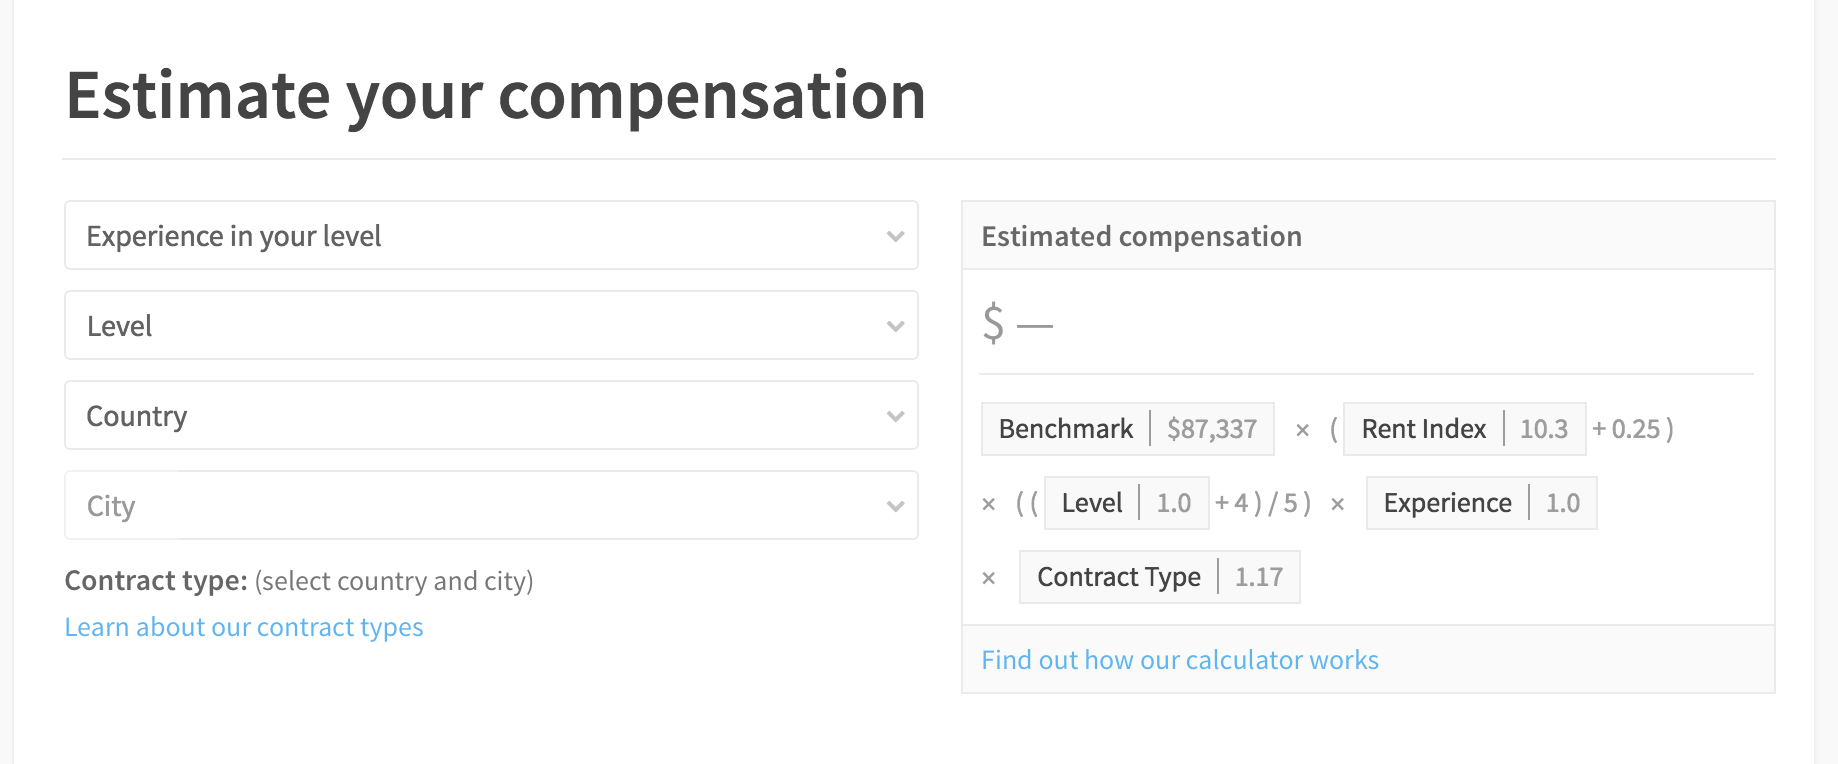 Estimate your compensation
Experience in your level
Level
Country
City
Contract type: (select country and city)
Learn about our contract types
Estimated compensation
$ —
Benchmark | $87,337 × ( Rent Index | 10.3 + 0.25 )
× ( ( Level | 1.0 + 4 ) / 5 ) × Experience | 1.0
× Contract Type | 1.17
Find out how our calculator works